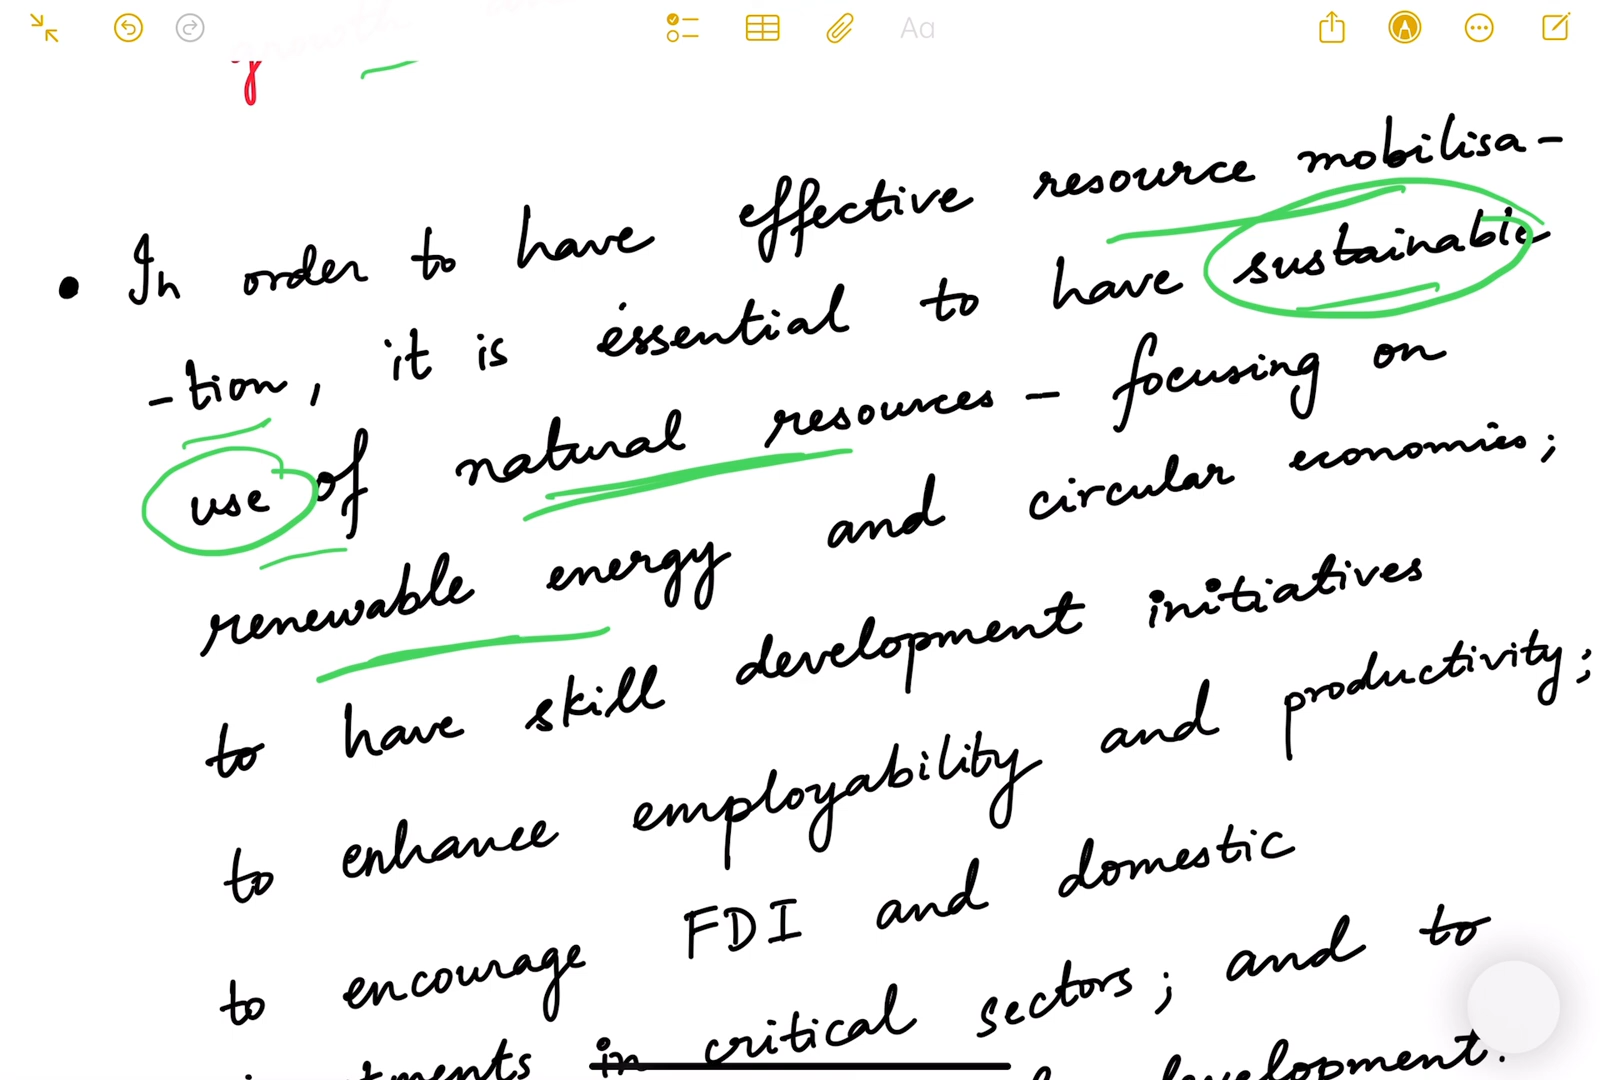 Aa
growth
• In order to have effective resource mobilisa-
-tion, it is essential to have sustainable
use of natural resources - focusing on
renewable energy and circular economies;
to have skill development initiatives
to enhance employability and productivity;
to encourage FDI and domestic
in critical sectors; and to